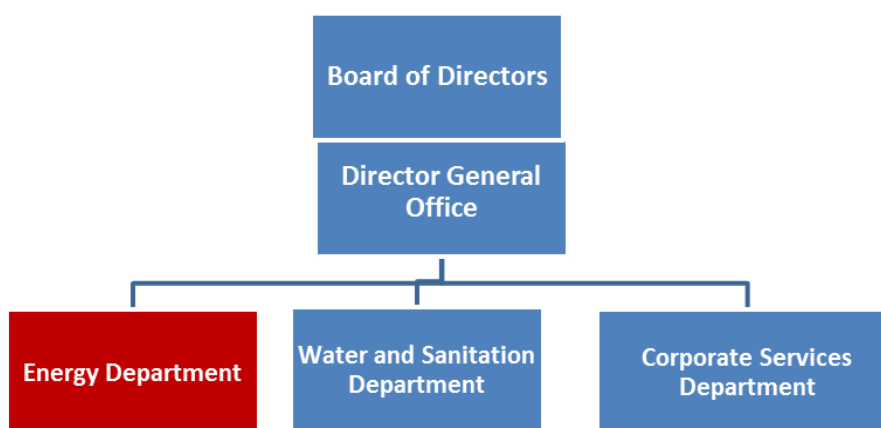 Board of Directors
Director General
Office
Energy Department
Water and Sanitation
Department
Corporate Services
Department